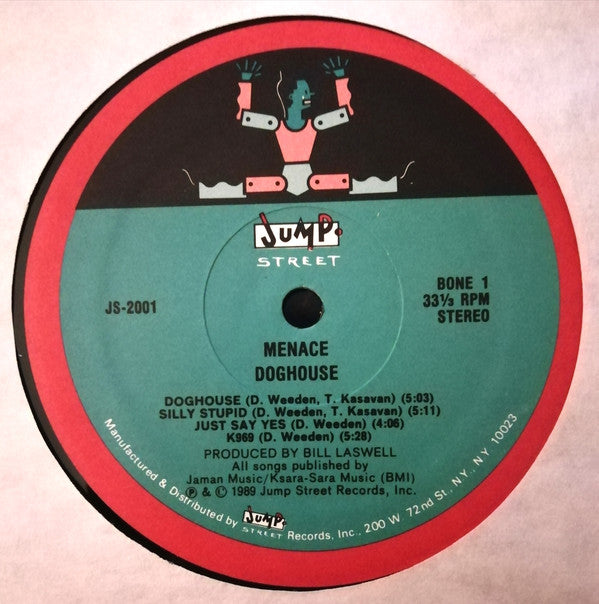 JUMP.
STREET
JS-2001
BONE 1
33⅓ RPM
STEREO
MENACE
DOGHOUSE
DOGHOUSE (D. Weeden, T. Kasavan) (5:03)
SILLY STUPID (D. Weeden, T. Kasavan) (5:11)
JUST SAY YES (D. Weeden) (4:06)
K969 (D. Weeden) (5:28)
PRODUCED BY BILL LASWELL
All songs published by
Jaman Music/Ksara-Sara Music (BMI)
℗ & © 1989 Jump Street Records, Inc.
Manufactured & Distributed by JUMP. STREET Records, Inc., 200 W. 72nd St., NY., NY 10023